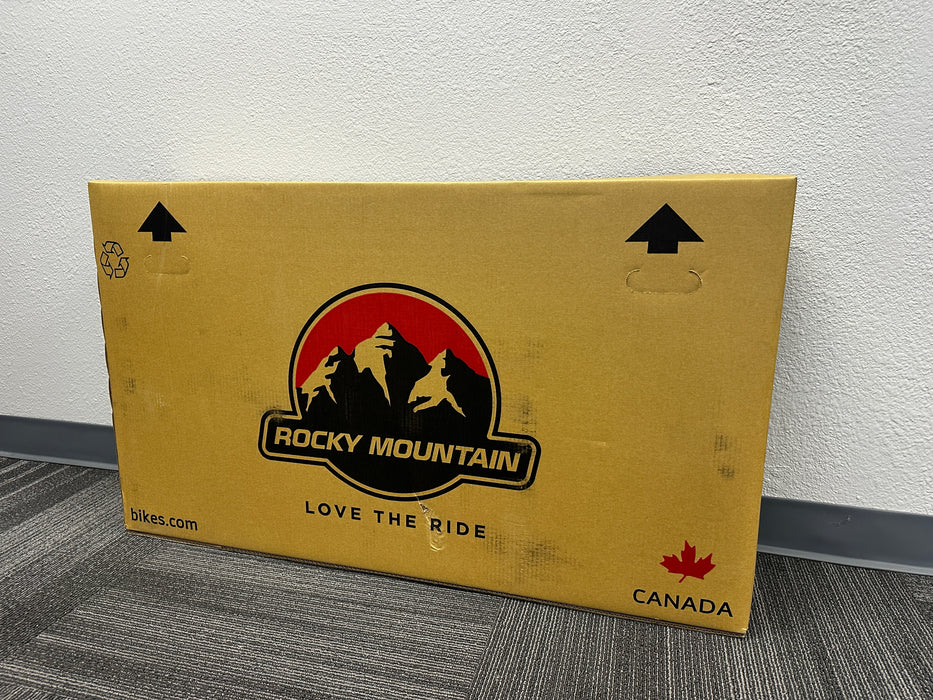 ROCKY MOUNTAIN
LOVE THE RIDE
bikes.com
CANADA